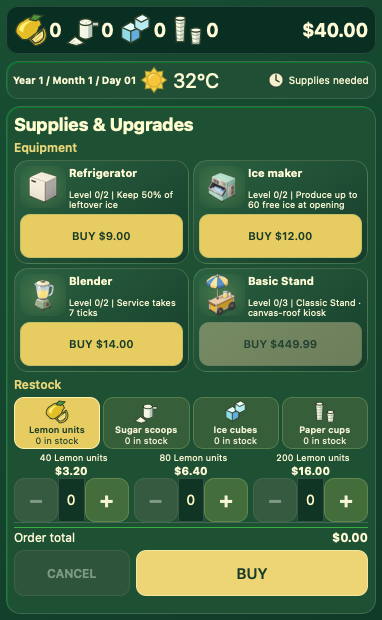 0 0 0 0 $40.00
Year 1 / Month 1 / Day 01 32°C Supplies needed
Supplies & Upgrades
Equipment
Refrigerator
Level 0/2 | Keep 50% of
leftover ice
BUY $9.00
Ice maker
Level 0/2 | Produce up to
60 free ice at opening
BUY $12.00
Blender
Level 0/2 | Service takes
7 ticks
BUY $14.00
Basic Stand
Level 0/3 | Classic Stand ·
canvas-roof kiosk
BUY $449.99
Restock
Lemon units
0 in stock
Sugar scoops
0 in stock
Ice cubes
0 in stock
Paper cups
0 in stock
40 Lemon units
$3.20
− 0 +
80 Lemon units
$6.40
− 0 +
200 Lemon units
$16.00
− 0 +
Order total $0.00
CANCEL BUY